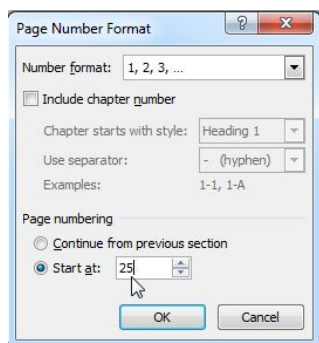 Page Number Format
Number format: 1, 2, 3, ...
Include chapter number
Chapter starts with style: Heading 1
Use separator: - (hyphen)
Examples: 1-1, 1-A
Page numbering
Continue from previous section
Start at: 25
OK Cancel